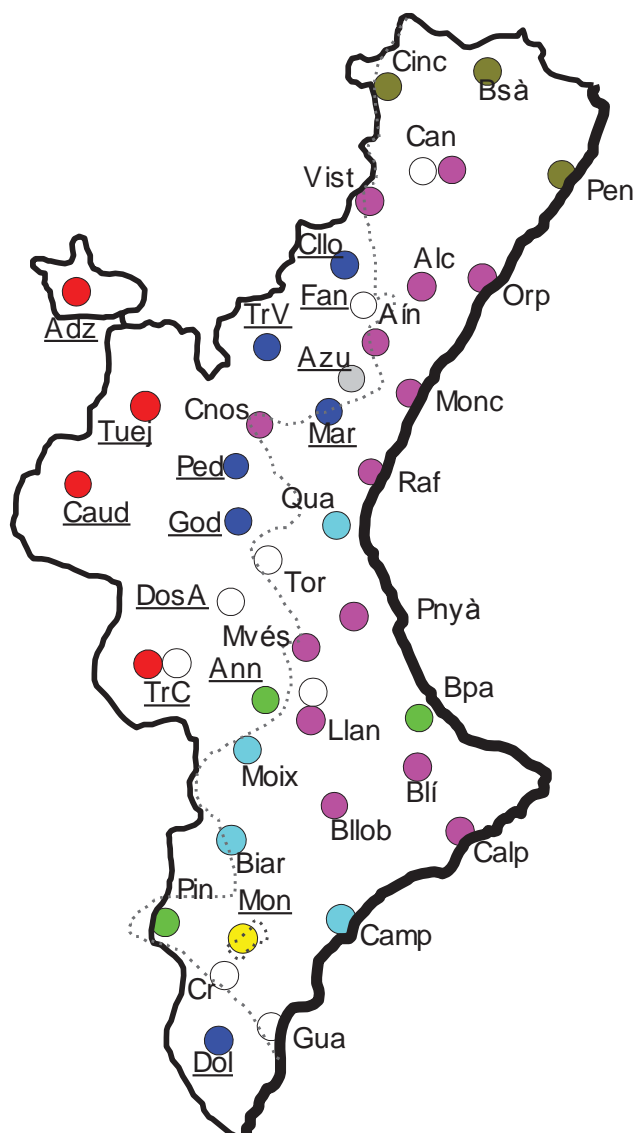 Cinc
Bsà
Can
Pen
Vist
Cllo
Alc
Orp
Fan
Adz
TrV
Aín
Azu
Monc
Cnos
Mar
Tuej
Ped
Raf
Qua
Caud
God
Tor
DosA
Pnyà
Mvés
Ann
TrC
Bpa
Llan
Moix
Blí
Bllob
Calp
Biar
Pin
Mon
Camp
Cr
Gua
Dol